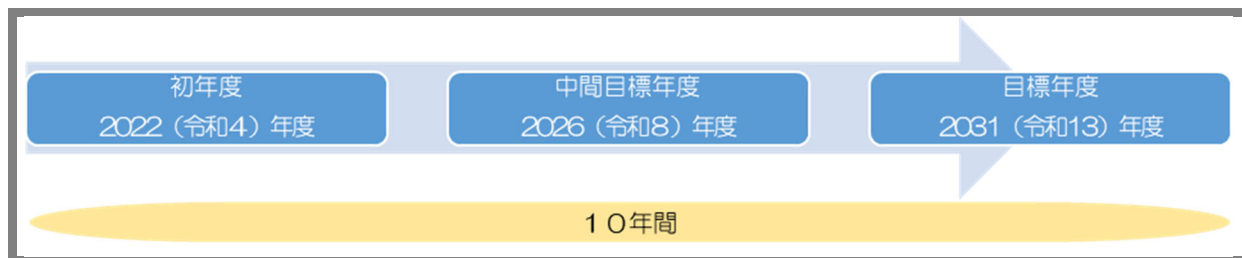 初年度
2022（令和4）年度
中間目標年度
2026（令和8）年度
目標年度
2031（令和13）年度
１０年間